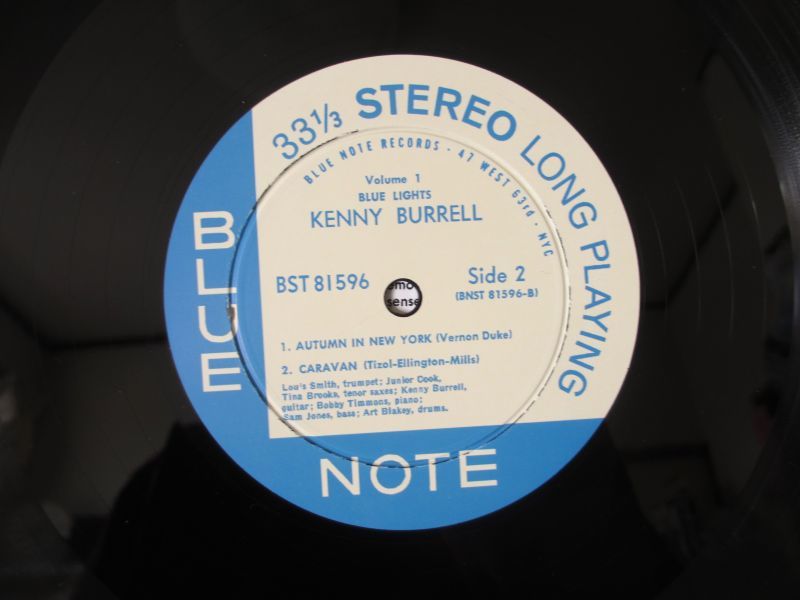 33⅓ STEREO LONG PLAYING
BLUE NOTE RECORDS · 47 WEST 63rd · NYC
Volume 1
BLUE LIGHTS
KENNY BURRELL
BST 81596
Side 2
(BNST 81596-B)
1. AUTUMN IN NEW YORK (Vernon Duke)
2. CARAVAN (Tizol-Ellington-Mills)
Louis Smith, trumpet; Junior Cook,
Tina Brooks, tenor saxes; Kenny Burrell,
guitar; Bobby Timmons, piano;
Sam Jones, bass; Art Blakey, drums.
BLUE
NOTE